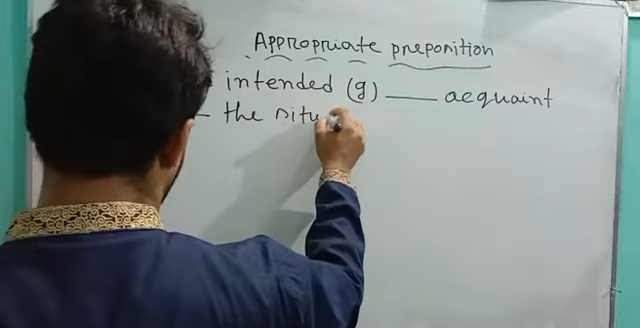 Appropriate preposition
intended (g) ___ acquaint
— the situ